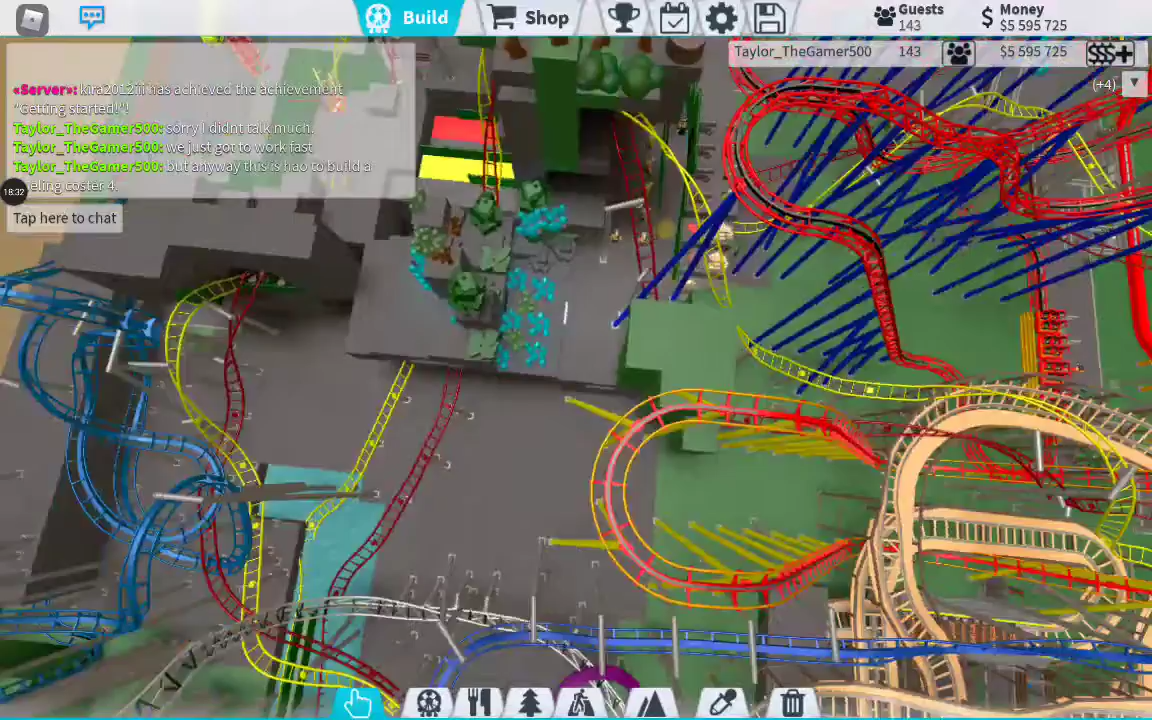 Build
Shop
Guests
143
Money
$5 595 725
Taylor_TheGamer500 143 $5 595 725 $$$+
(+4)
«Server»: kira2012jij has achieved the achievement
"Getting started!"!
Taylor_TheGamer500: sorry I didnt talk much.
Taylor_TheGamer500: we just got to work fast
Taylor_TheGamer500: but anyway this is hao to build a
coster 4.
18:32
Tap here to chat